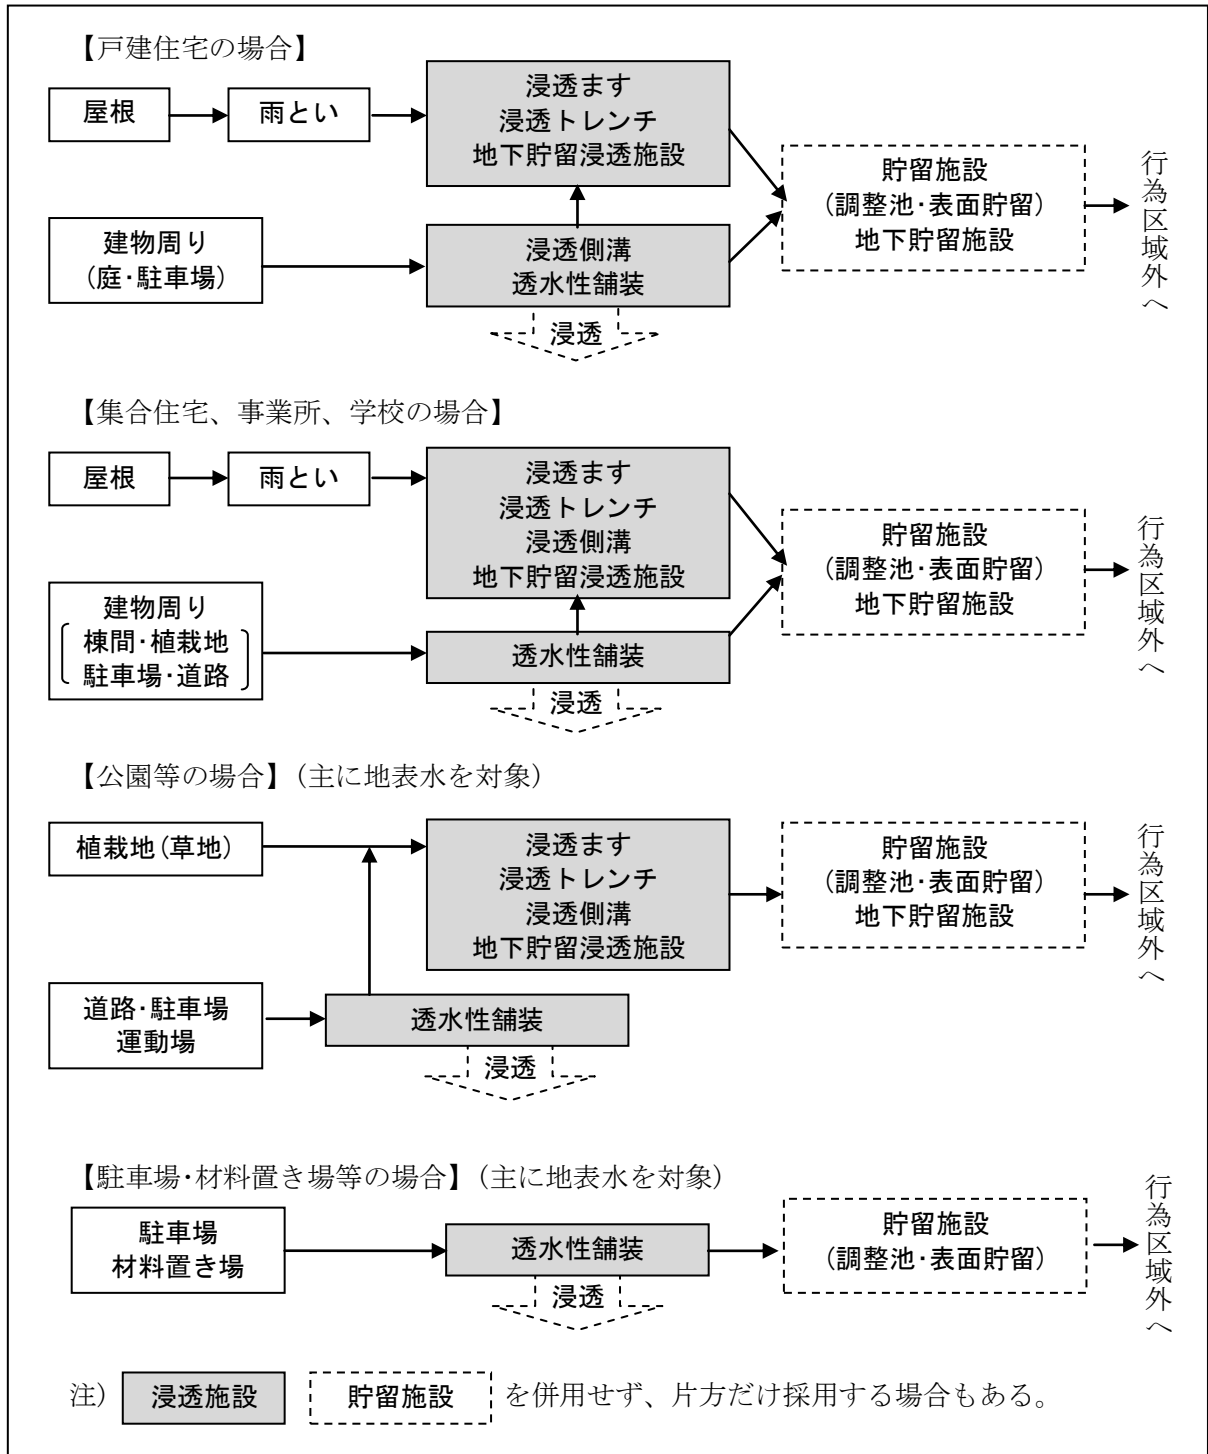 【戸建住宅の場合】
屋根
雨とい
浸透ます
浸透トレンチ
地下貯留浸透施設
建物周り
(庭・駐車場)
浸透側溝
透水性舗装
浸透
貯留施設
(調整池・表面貯留)
地下貯留施設
行為区域外へ
【集合住宅、事業所、学校の場合】
屋根
雨とい
浸透ます
浸透トレンチ
浸透側溝
地下貯留浸透施設
建物周り
棟間・植栽地
駐車場・道路
透水性舗装
浸透
貯留施設
(調整池・表面貯留)
地下貯留施設
行為区域外へ
【公園等の場合】(主に地表水を対象)
植栽地(草地)
浸透ます
浸透トレンチ
浸透側溝
地下貯留浸透施設
道路・駐車場
運動場
透水性舗装
浸透
貯留施設
(調整池・表面貯留)
地下貯留施設
行為区域外へ
【駐車場・材料置き場等の場合】(主に地表水を対象)
駐車場
材料置き場
透水性舗装
浸透
貯留施設
(調整池・表面貯留)
行為区域外へ
注) 浸透施設 貯留施設 を併用せず、片方だけ採用する場合もある。